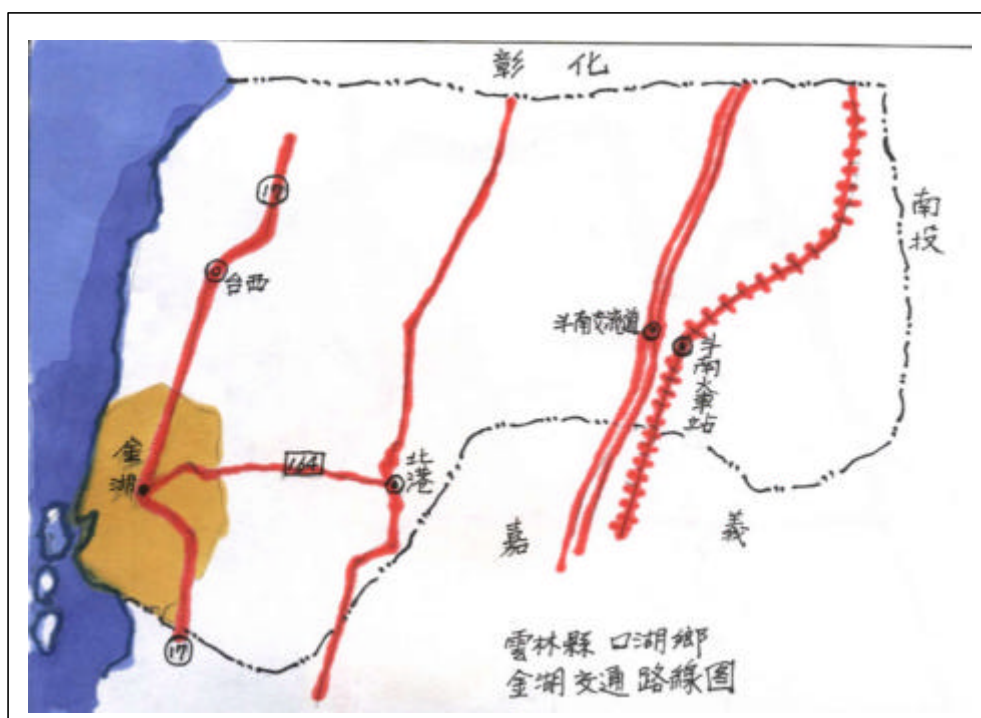 彰化
17
南投
台西
斗南交流道
斗南火車站
金湖
164
北港
嘉義
17
雲林縣 口湖鄉
金湖交通路線图